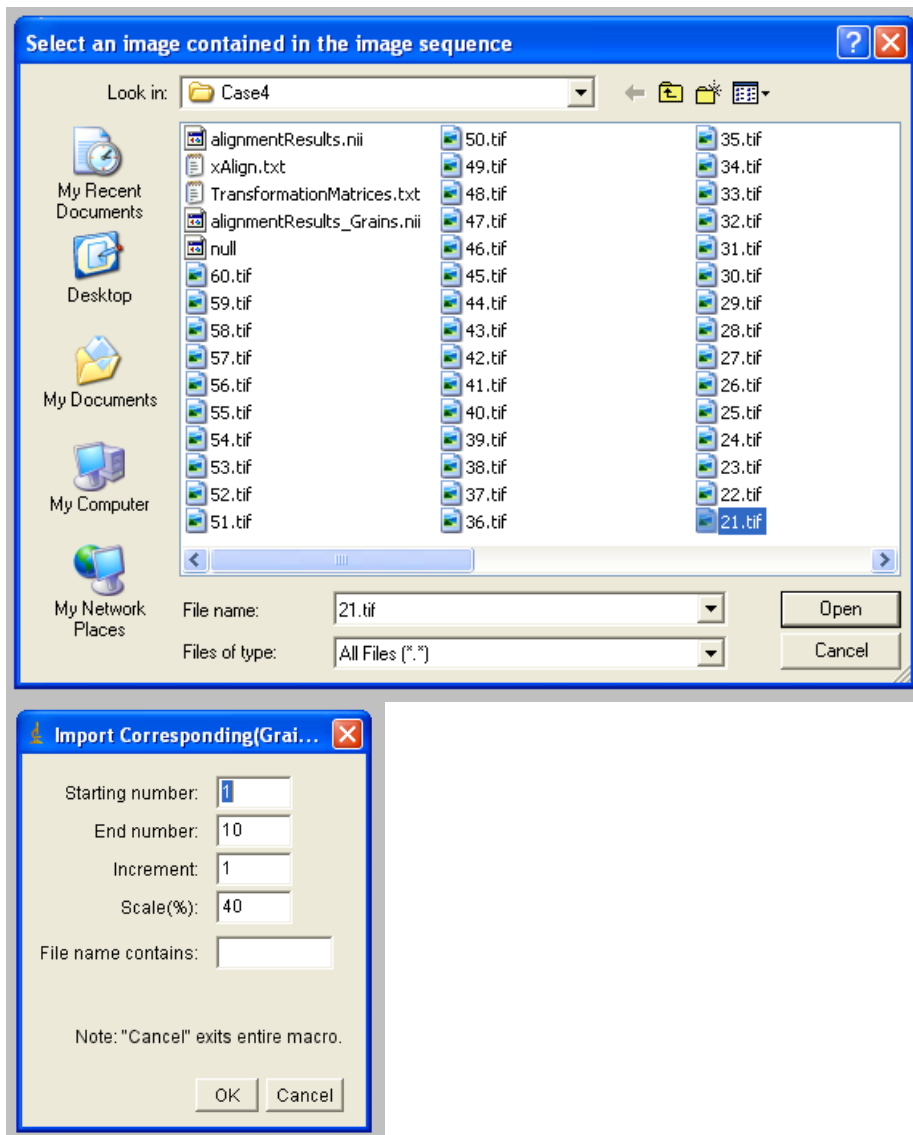 Select an image contained in the image sequence
Look in: Case4
My Recent
Documents
Desktop
My Documents
My Computer
My Network
Places
alignmentResults.nii
xAlign.txt
TransformationMatrices.txt
alignmentResults_Grains.nii
null
60.tif
59.tif
58.tif
57.tif
56.tif
55.tif
54.tif
53.tif
52.tif
51.tif
50.tif
49.tif
48.tif
47.tif
46.tif
45.tif
44.tif
43.tif
42.tif
41.tif
40.tif
39.tif
38.tif
37.tif
36.tif
35.tif
34.tif
33.tif
32.tif
31.tif
30.tif
29.tif
28.tif
27.tif
26.tif
25.tif
24.tif
23.tif
22.tif
21.tif
File name: 21.tif Open
Files of type: All Files (*.*) Cancel
Import Corresponding(Grai...
Starting number: 1
End number: 10
Increment: 1
Scale(%): 40
File name contains:
Note: "Cancel" exits entire macro.
OK Cancel